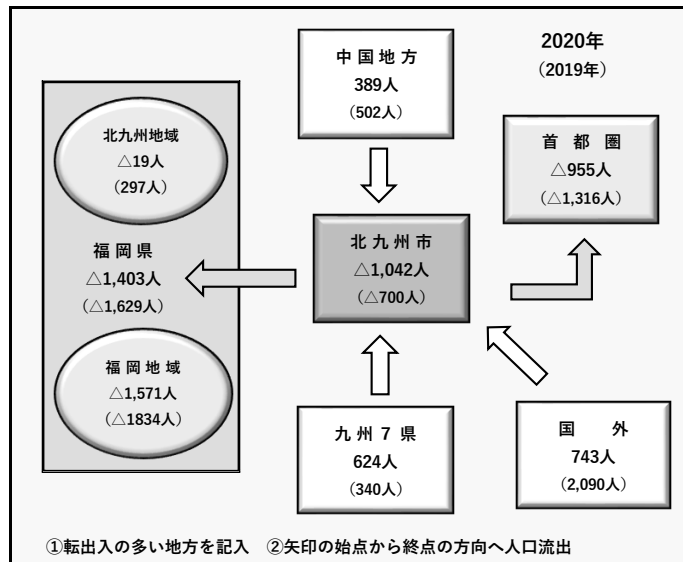 2020年
（2019年）
中国地方
389人
（502人）
首都圏
△955人
（△1,316人）
北九州地域
△19人
（297人）
福岡県
△1,403人
（△1,629人）
福岡地域
△1,571人
（△1834人）
北九州市
△1,042人
（△700人）
九州７県
624人
（340人）
国外
743人
（2,090人）
①転出入の多い地方を記入　②矢印の始点から終点の方向へ人口流出